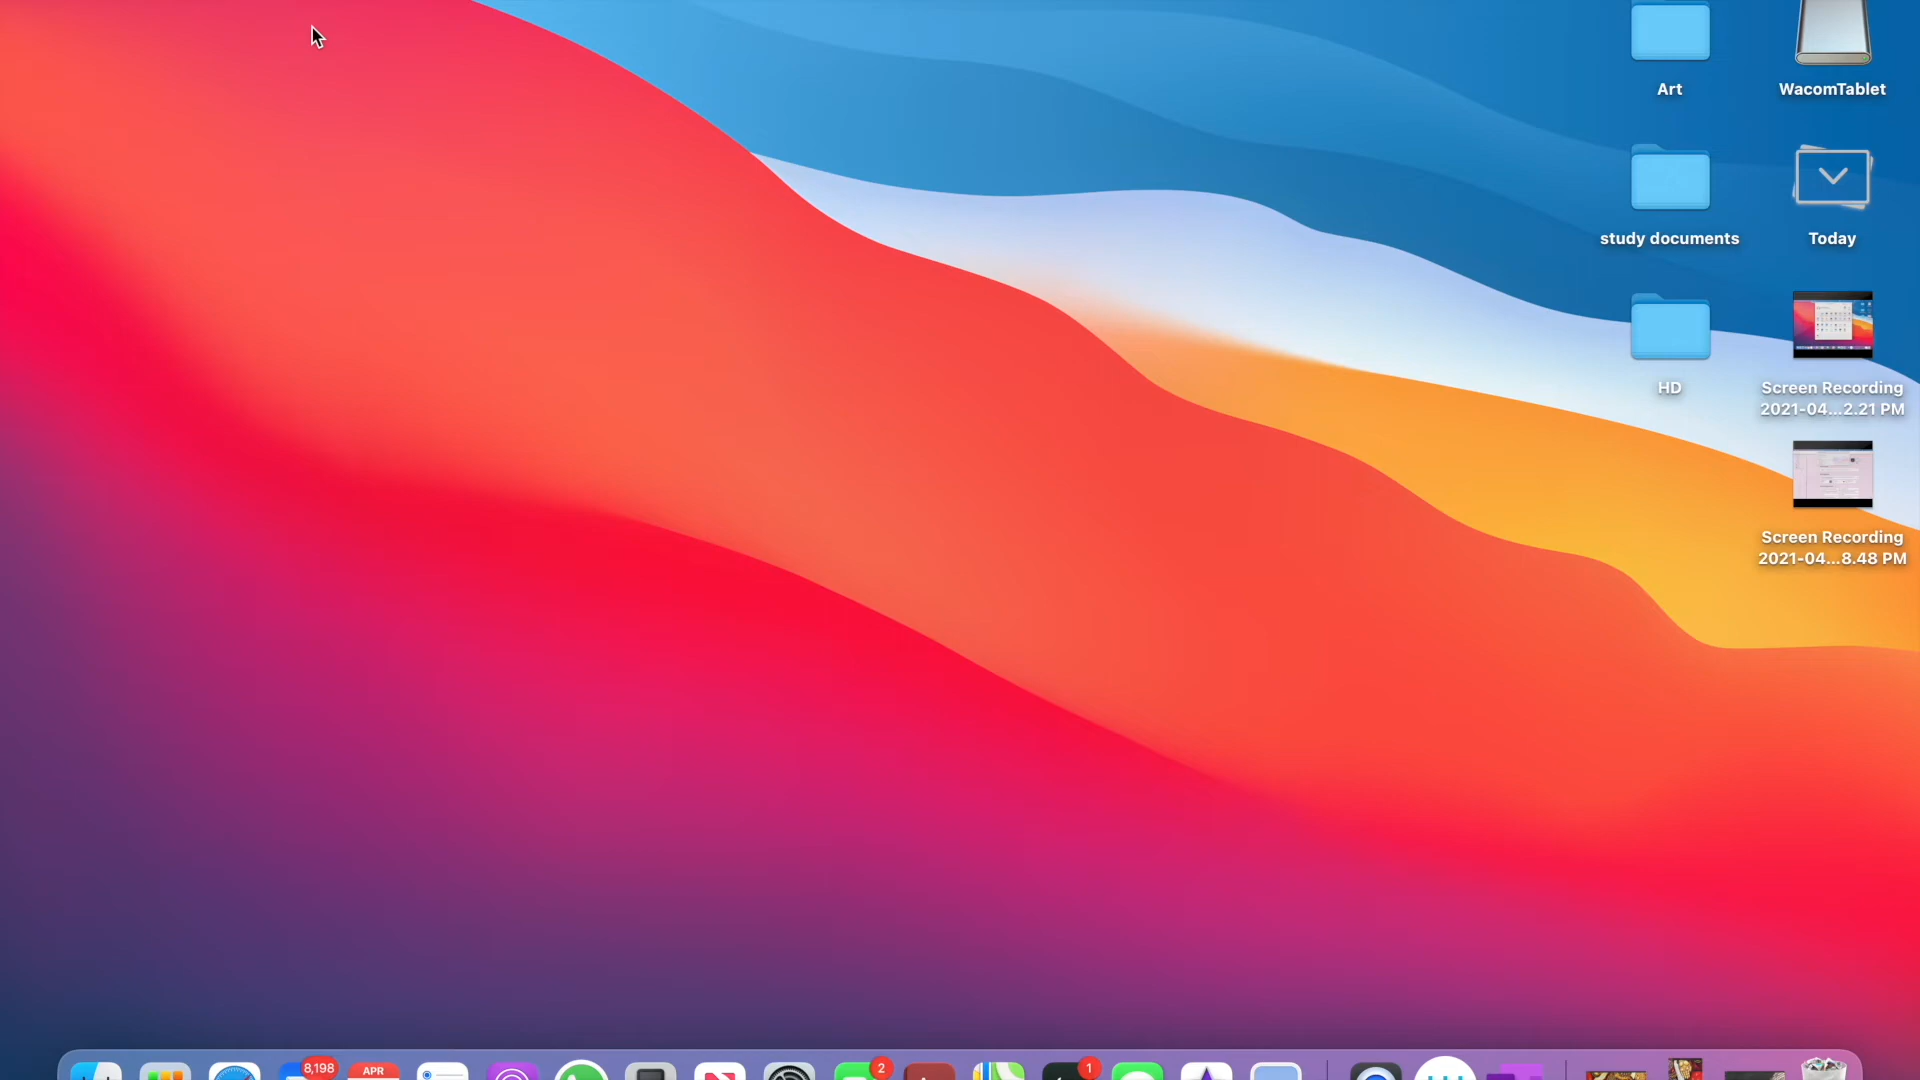 Art
WacomTablet
study documents
Today
HD
Screen Recording
2021-04...2.21 PM
Screen Recording
2021-04...8.48 PM
8,198
APR
2
1